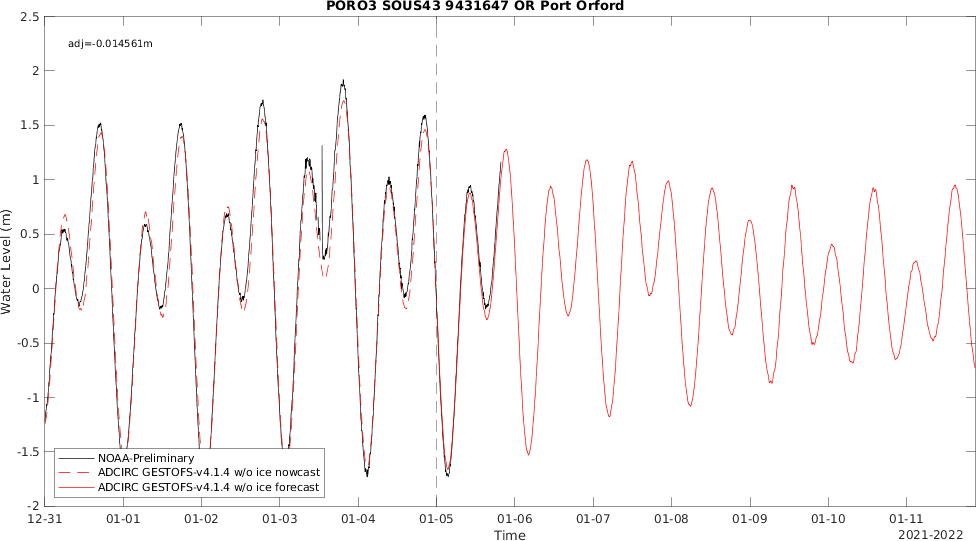 PORO3 SOUS43 9431647 OR Port Orford
adj=-0.014561m
2.5
2
1.5
1
0.5
0
-0.5
-1
-1.5
-2
Water Level (m)
NOAA-Preliminary
ADCIRC GESTOFS-v4.1.4 w/o ice nowcast
ADCIRC GESTOFS-v4.1.4 w/o ice forecast
12-31 01-01 01-02 01-03 01-04 01-05 01-06 01-07 01-08 01-09 01-10 01-11
Time
2021-2022